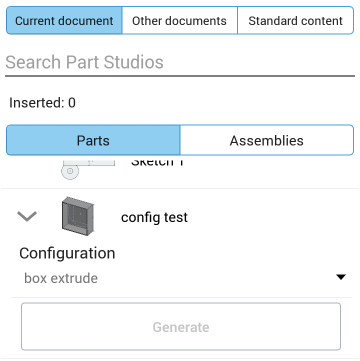 Current document Other documents Standard content
Search Part Studios
Inserted: 0
Parts Assemblies
Sketch 1
config test
Configuration
box extrude
Generate